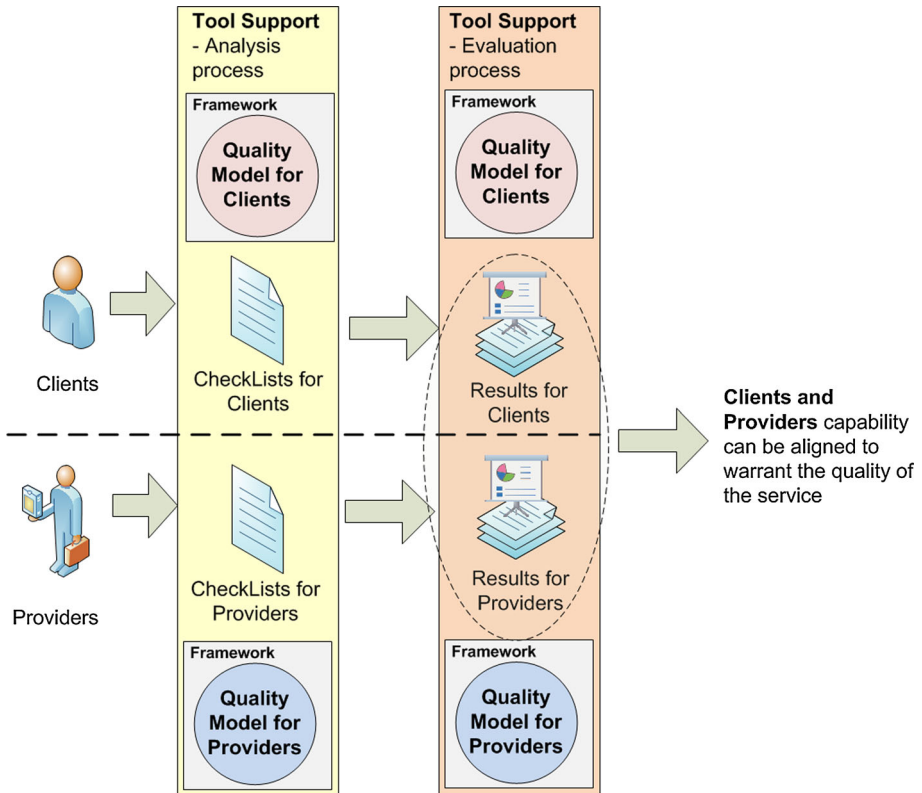 Tool Support
- Analysis
process
Framework
Quality
Model for
Clients
Tool Support
- Evaluation
process
Framework
Quality
Model for
Clients
Clients
CheckLists for
Clients
Results for
Clients
Clients and
Providers capability
can be aligned to
warrant the quality of
the service
Providers
CheckLists for
Providers
Results for
Providers
Framework
Quality
Model for
Providers
Framework
Quality
Model for
Providers